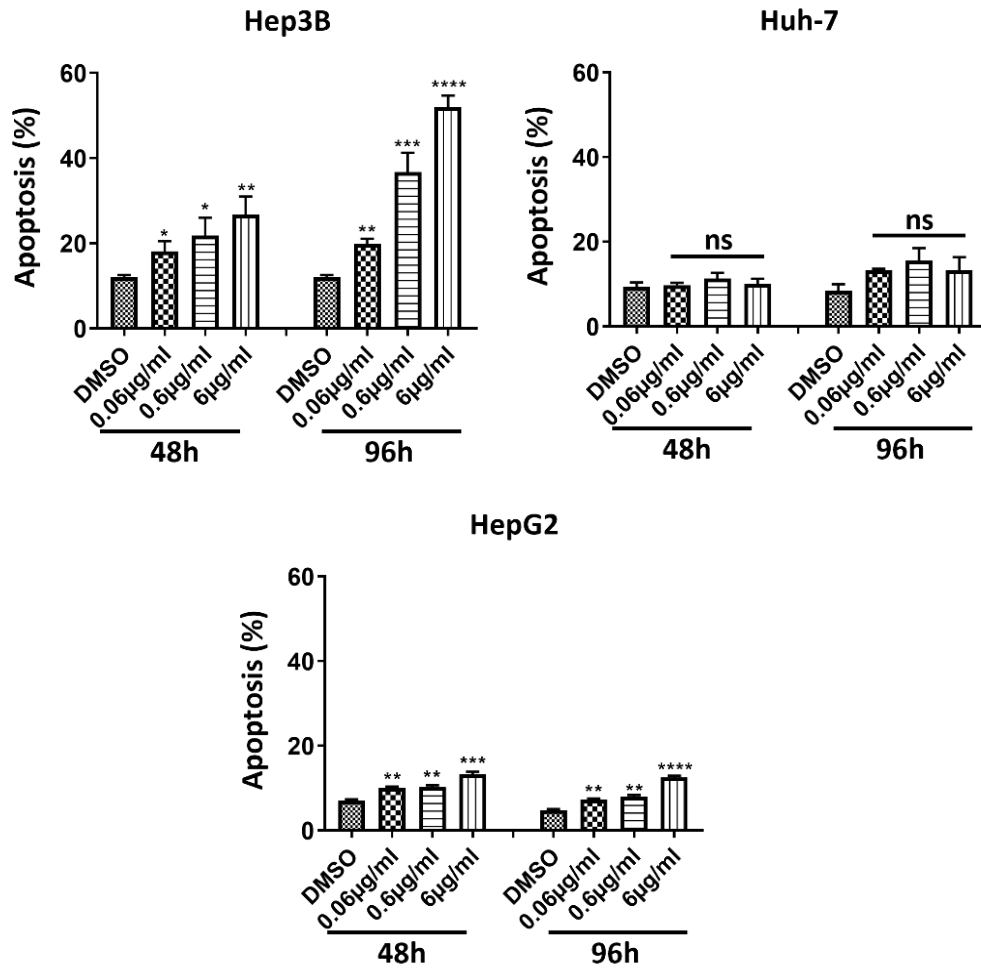 Hep3B
Apoptosis (%)
60
40
20
0
*
*
**
**
***
****
DMSO
0.06µg/ml
0.6µg/ml
6µg/ml
DMSO
0.06µg/ml
0.6µg/ml
6µg/ml
48h
96h
Huh-7
Apoptosis (%)
60
40
20
0
ns
ns
DMSO
0.06µg/ml
0.6µg/ml
6µg/ml
DMSO
0.06µg/ml
0.6µg/ml
6µg/ml
48h
96h
HepG2
Apoptosis (%)
60
40
20
0
**
**
***
**
**
****
DMSO
0.06µg/ml
0.6µg/ml
6µg/ml
DMSO
0.06µg/ml
0.6µg/ml
6µg/ml
48h
96h